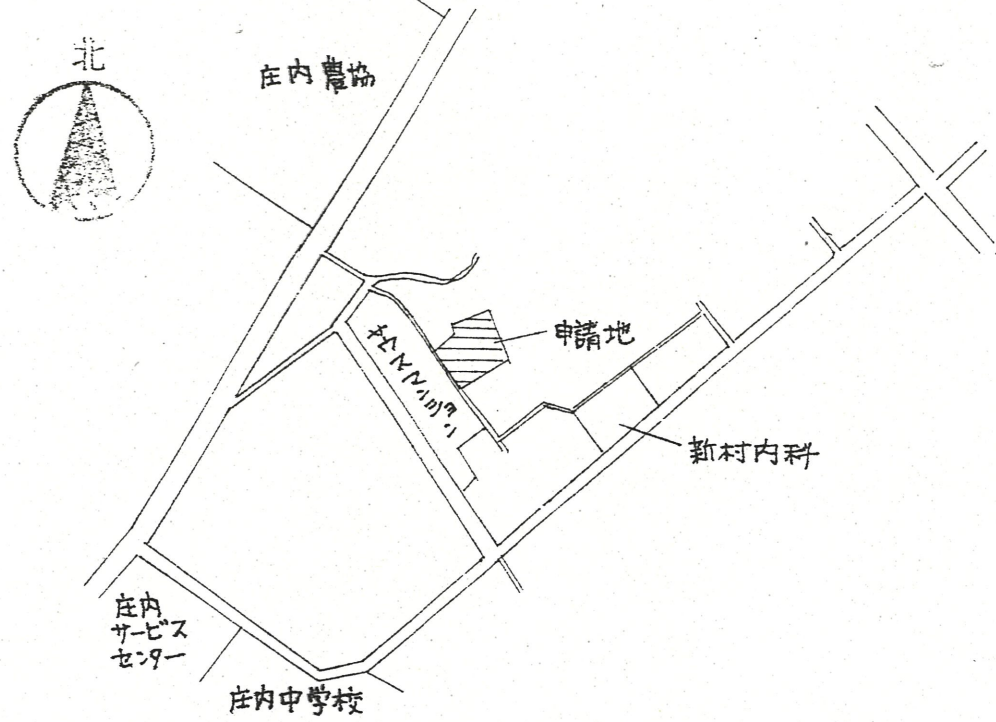 北
庄内農協
申請地
新村内科
庄内
サービス
センター
庄内中学校